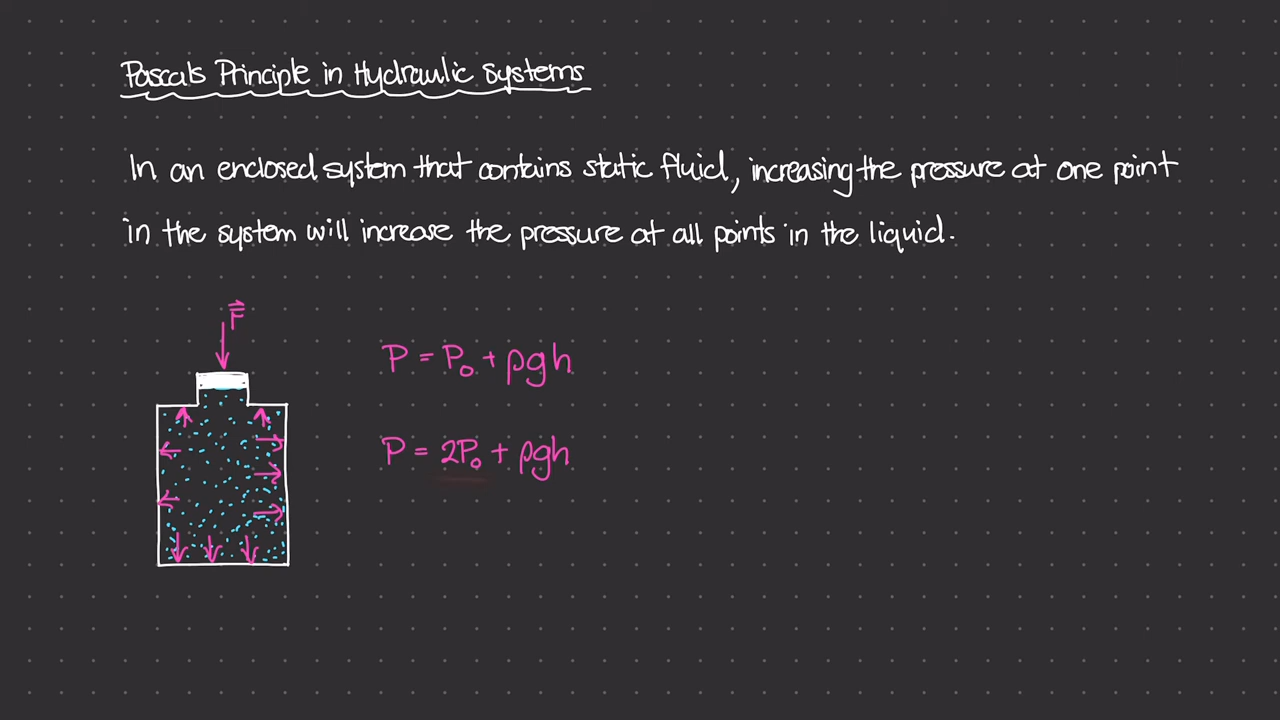 Pascals Principle in Hydraulic Systems
In an enclosed system that contains static fluid, increasing the pressure at one point
in the system will increase the pressure at all points in the liquid.
F⃗
P = P₀ + ρgh
P = 2P₀ + ρgh